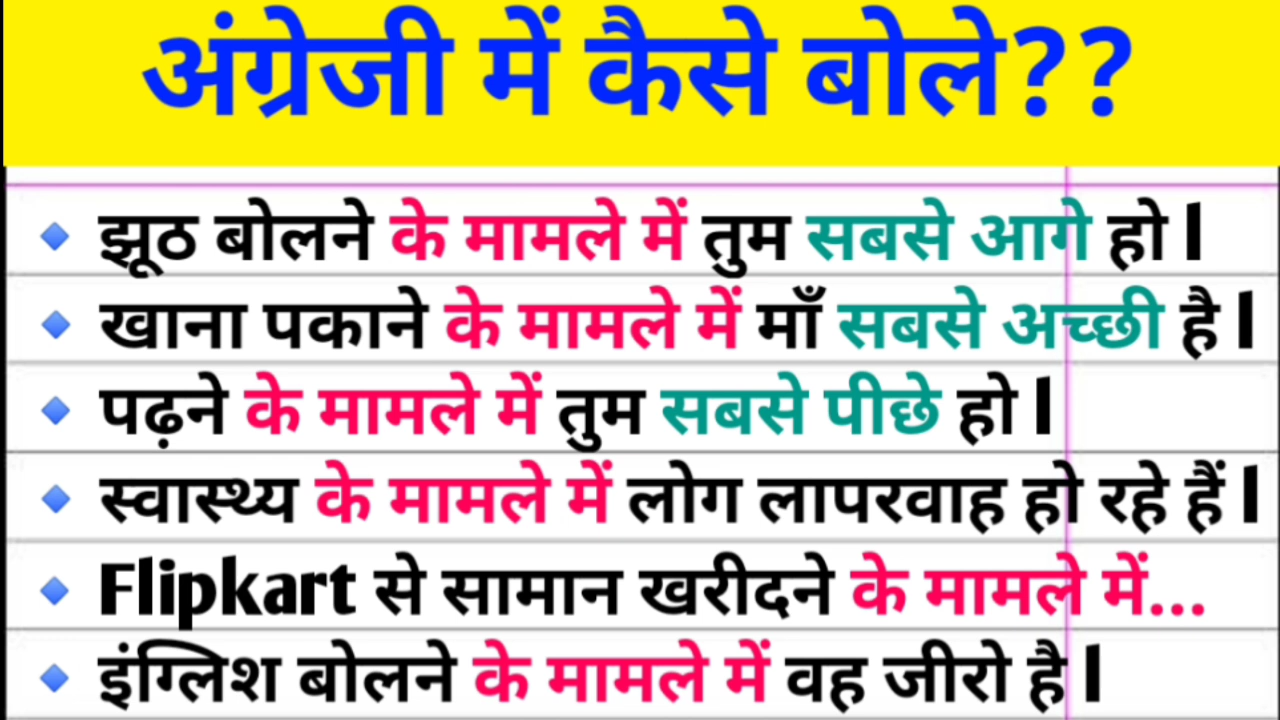 अंग्रेजी में कैसे बोले??
झूठ बोलने के मामले में तुम सबसे आगे हो।
खाना पकाने के मामले में माँ सबसे अच्छी है।
पढ़ने के मामले में तुम सबसे पीछे हो।
स्वास्थ्य के मामले में लोग लापरवाह हो रहे हैं।
Flipkart से सामान खरीदने के मामले में...
इंग्लिश बोलने के मामले में वह जीरो है।